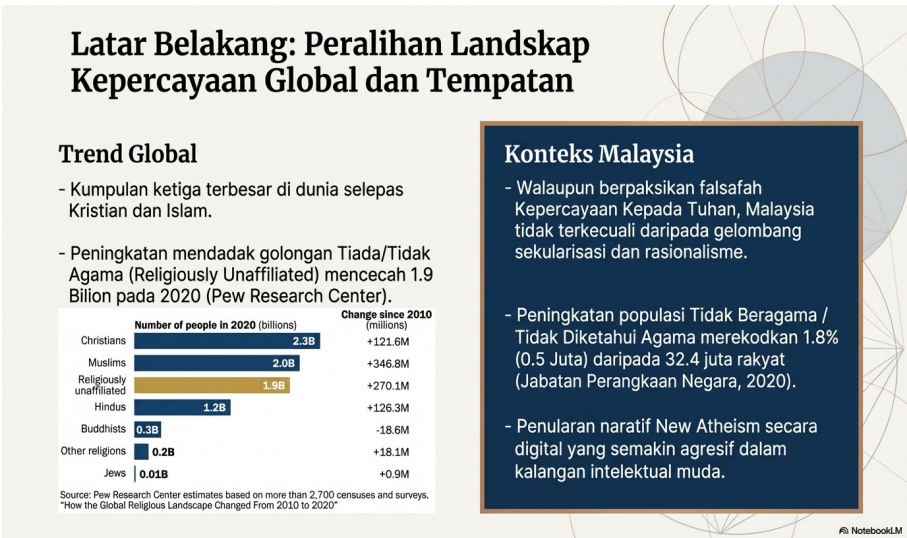 Latar Belakang: Peralihan Landskap
Kepercayaan Global dan Tempatan
Trend Global
- Kumpulan ketiga terbesar di dunia selepas
Kristian dan Islam.
- Peningkatan mendadak golongan Tiada/Tidak
Agama (Religiously Unaffiliated) mencecah 1.9
Bilion pada 2020 (Pew Research Center).
Number of people in 2020 (billions)
Change since 2010
(millions)
Christians 2.3B +121.6M
Muslims 2.0B +346.8M
Religiously
unaffiliated 1.9B +270.1M
Hindus 1.2B +126.3M
Buddhists 0.3B -18.6M
Other religions 0.2B +18.1M
Jews 0.01B +0.9M
Source: Pew Research Center estimates based on more than 2,700 censuses and surveys.
"How the Global Religious Landscape Changed From 2010 to 2020"
Konteks Malaysia
- Walaupun berpaksikan falsafah
Kepercayaan Kepada Tuhan, Malaysia
tidak terkecuali daripada gelombang
sekularisasi dan rasionalisme.
- Peningkatan populasi Tidak Beragama /
Tidak Diketahui Agama merekodkan 1.8%
(0.5 Juta) daripada 32.4 juta rakyat
(Jabatan Perangkaan Negara, 2020).
- Penularan naratif New Atheism secara
digital yang semakin agresif dalam
kalangan intelektual muda.
NotebookLM